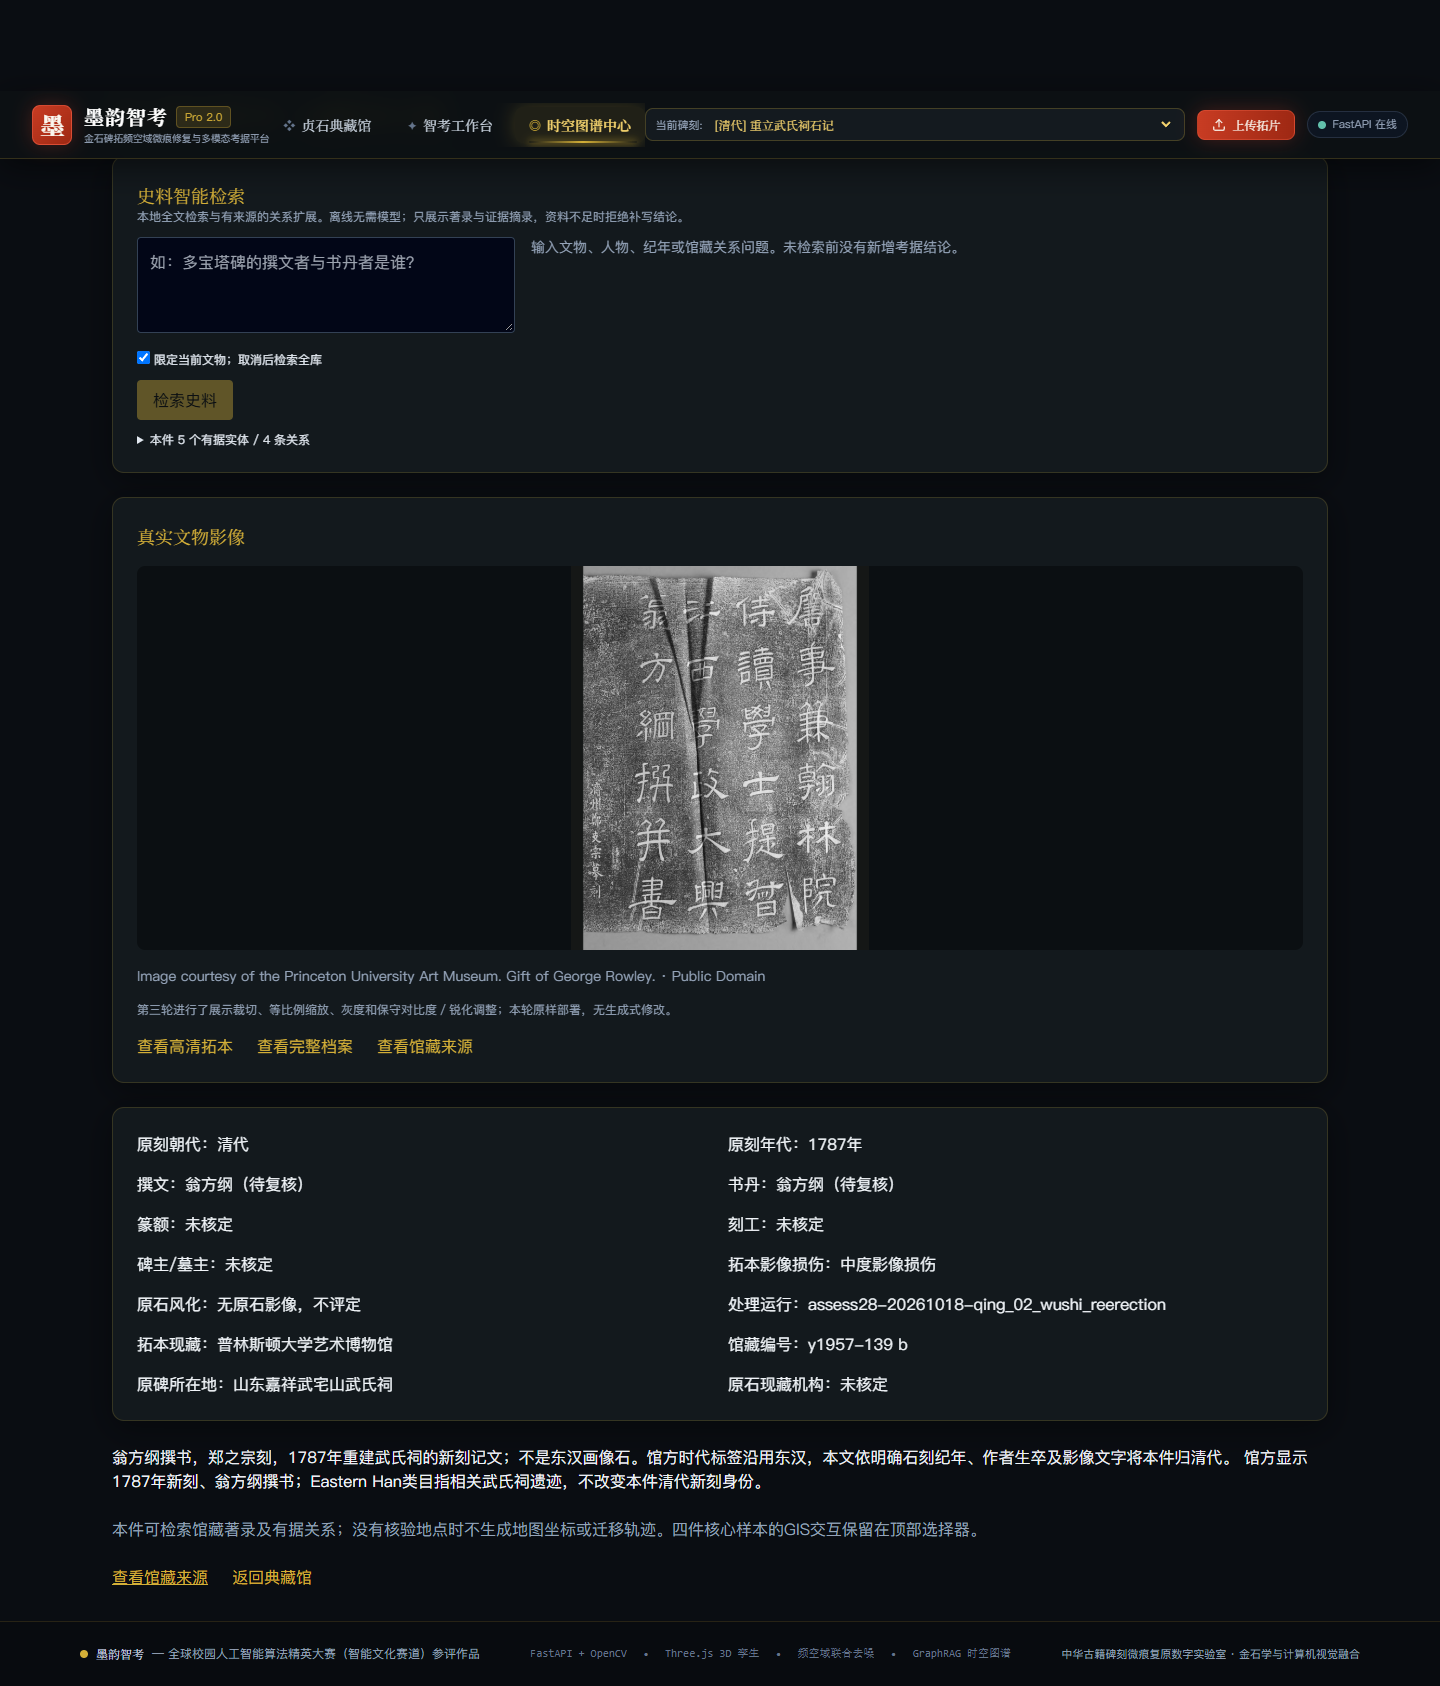 墨
墨韵智考 Pro 2.0
金石碑拓频空域微痕修复与多模态考据平台
贞石典藏馆
智考工作台
时空图谱中心
当前碑刻： [清代] 重立武氏祠石记
上传拓片
FastAPI 在线
史料智能检索
本地全文检索与有来源的关系扩展。离线无需模型；只展示著录与证据摘录，资料不足时拒绝补写结论。
如：多宝塔碑的撰文者与书丹者是谁？
输入文物、人物、纪年或馆藏关系问题。未检索前没有新增考据结论。
限定当前文物；取消后检索全库
检索史料
本件 5 个有据实体 / 4 条关系
真实文物影像
詹事兼翰林院
侍讀學士提督
江西學政大興
翁方綱撰并書
Image courtesy of the Princeton University Art Museum. Gift of George Rowley. · Public Domain
第三轮进行了展示裁切、等比例缩放、灰度和保守对比度 / 锐化调整；本轮原样部署，无生成式修改。
查看高清拓本 查看完整档案 查看馆藏来源
原刻朝代：清代
原刻年代：1787年
撰文：翁方纲（待复核）
书丹：翁方纲（待复核）
篆额：未核定
刻工：未核定
碑主/墓主：未核定
拓本影像损伤：中度影像损伤
原石风化：无原石影像，不评定
处理运行：assess28-20261018-qing_02_wushi_reerection
拓本现藏：普林斯顿大学艺术博物馆
馆藏编号：y1957-139 b
原碑所在地：山东嘉祥武宅山武氏祠
原石现藏机构：未核定
翁方纲撰书，郑之宗刻，1787年重建武氏祠的新刻记文；不是东汉画像石。馆方时代标签沿用东汉，本文依明确石刻纪年、作者生卒及影像文字将本件归清代。 馆方显示
1787年新刻、翁方纲撰书；Eastern Han类目指相关武氏祠遗迹，不改变本件清代新刻身份。
本件可检索馆藏著录及有据关系；没有核验地点时不生成地图坐标或迁移轨迹。四件核心样本的GIS交互保留在顶部选择器。
查看馆藏来源 返回典藏馆
墨韵智考 — 全球校园人工智能算法精英大赛（智能文化赛道）参评作品
FastAPI + OpenCV • Three.js 3D 孪生 • 频空域联合去噪 • GraphRAG 时空图谱
中华古籍碑刻微痕复原数字实验室 · 金石学与计算机视觉融合